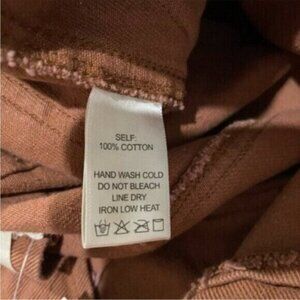 SELF:
100% COTTON
HAND WASH COLD
DO NOT BLEACH
LINE DRY
IRON LOW HEAT